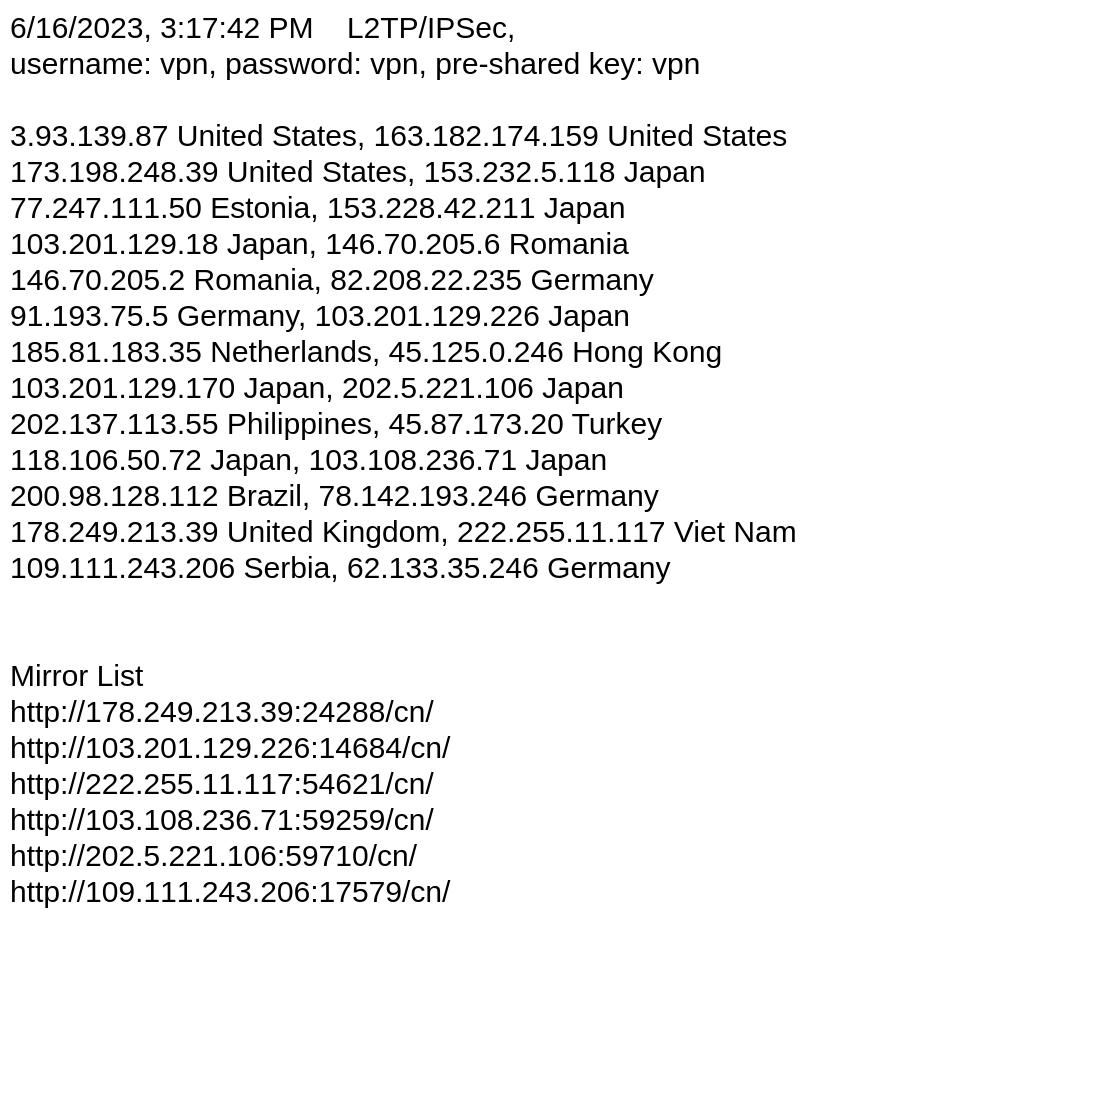 6/16/2023, 3:17:42 PM    L2TP/IPSec,
username: vpn, password: vpn, pre-shared key: vpn
3.93.139.87 United States, 163.182.174.159 United States
173.198.248.39 United States, 153.232.5.118 Japan
77.247.111.50 Estonia, 153.228.42.211 Japan
103.201.129.18 Japan, 146.70.205.6 Romania
146.70.205.2 Romania, 82.208.22.235 Germany
91.193.75.5 Germany, 103.201.129.226 Japan
185.81.183.35 Netherlands, 45.125.0.246 Hong Kong
103.201.129.170 Japan, 202.5.221.106 Japan
202.137.113.55 Philippines, 45.87.173.20 Turkey
118.106.50.72 Japan, 103.108.236.71 Japan
200.98.128.112 Brazil, 78.142.193.246 Germany
178.249.213.39 United Kingdom, 222.255.11.117 Viet Nam
109.111.243.206 Serbia, 62.133.35.246 Germany
Mirror List
http://178.249.213.39:24288/cn/
http://103.201.129.226:14684/cn/
http://222.255.11.117:54621/cn/
http://103.108.236.71:59259/cn/
http://202.5.221.106:59710/cn/
http://109.111.243.206:17579/cn/